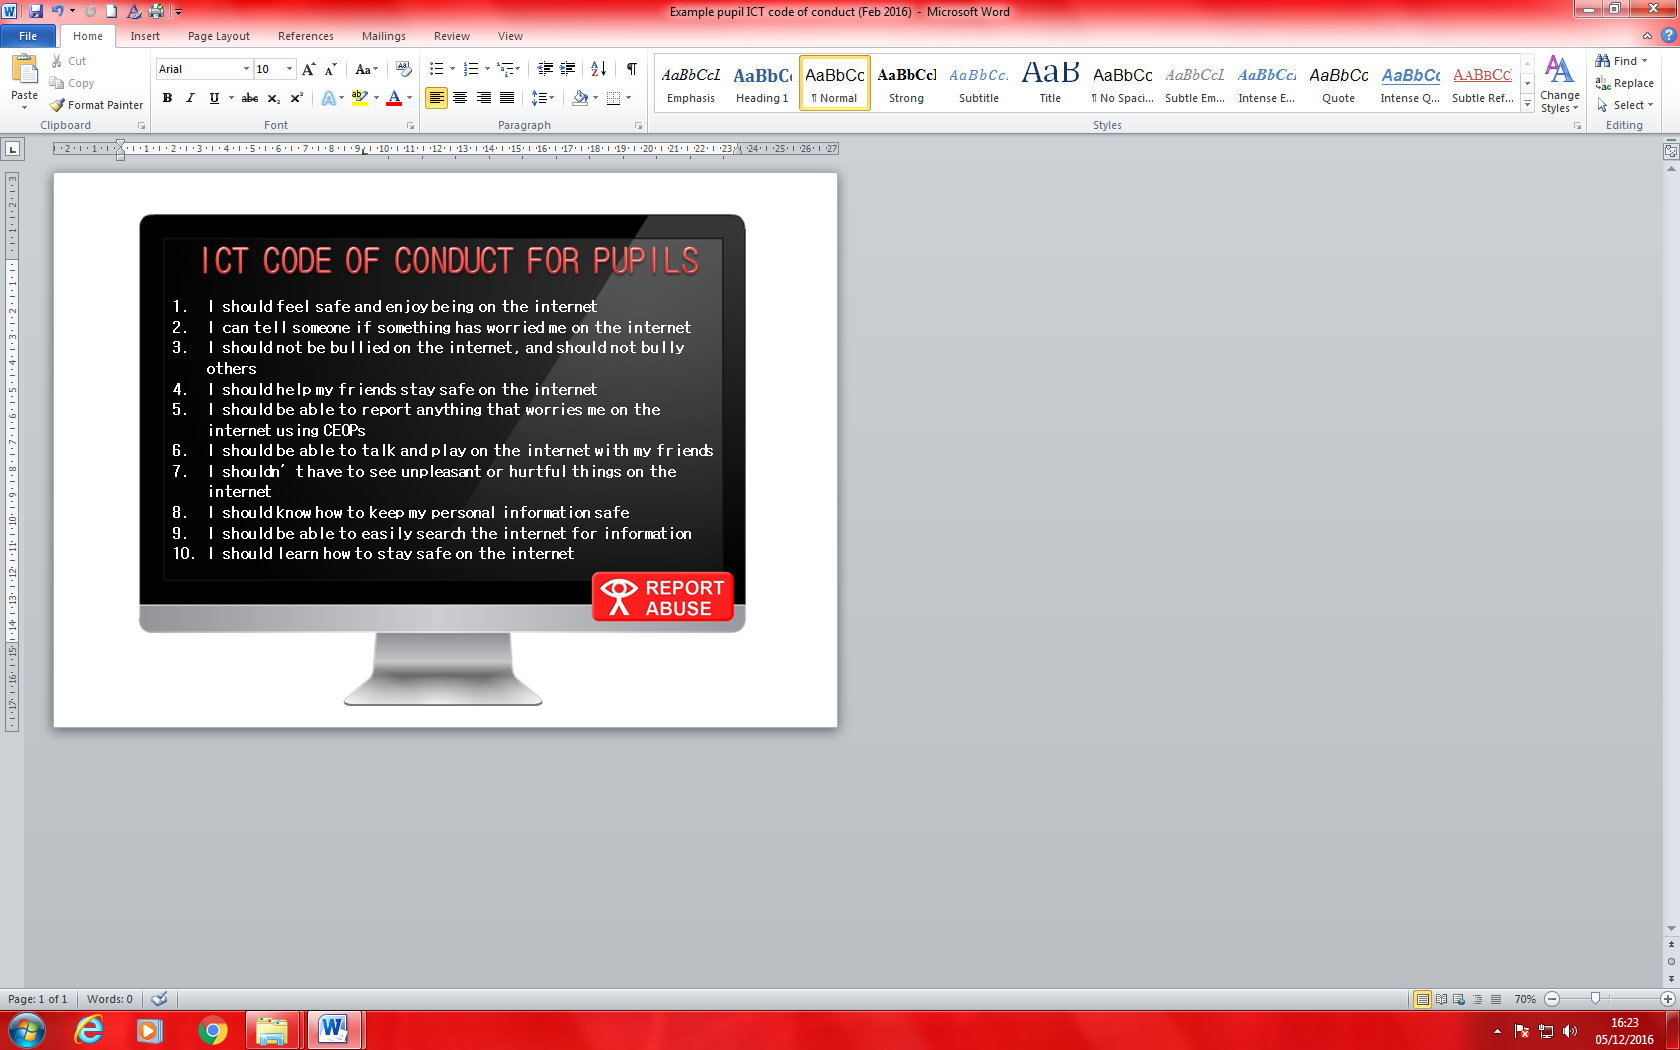 Example pupil ICT code of conduct (Feb 2016) - Microsoft Word
File Home Insert Page Layout References Mailings Review View
Paste
Cut
Copy
Format Painter
Clipboard
Arial 10
Font
Paragraph
AaBbCcI AaBbC AaBbCc AaBbCcI AaBbCc. AaB AaBbCc AaBbCcI AaBbCcI AaBbCc AaBbCc AaBbCc
Emphasis Heading 1 ¶ Normal Strong Subtitle Title ¶ No Spaci... Subtle Em... Intense E... Quote Intense Q... Subtle Ref...
Styles
Change Styles
Find
Replace
Select
Editing
ICT CODE OF CONDUCT FOR PUPILS
1. I should feel safe and enjoy being on the internet
2. I can tell someone if something has worried me on the internet
3. I should not be bullied on the internet, and should not bully
others
4. I should help my friends stay safe on the internet
5. I should be able to report anything that worries me on the
internet using CEOPs
6. I should be able to talk and play on the internet with my friends
7. I shouldn't have to see unpleasant or hurtful things on the
internet
8. I should know how to keep my personal information safe
9. I should be able to easily search the internet for information
10. I should learn how to stay safe on the internet
REPORT
ABUSE
Page: 1 of 1 Words: 0 70%
16:23
05/12/2016